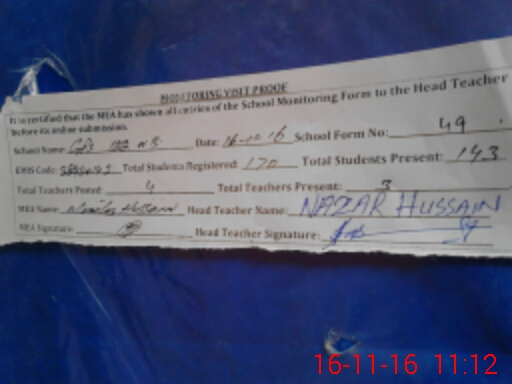 MONITORING VISIT PROOF
It is certified that the MEA has shown all entries of the School Monitoring Form to the Head Teacher
before its online submission.
School Name: Date: 16-11-16 School Form No: 49
EMIS Code: Total Students Registered: 170 Total Students Present: 143
Total Teachers Posted: 4 Total Teachers Present: 3
MEA Name: Hussain Head Teacher Name: NAZAR HUSSAIN
MEA Signature: Head Teacher Signature:
16-11-16 11:12